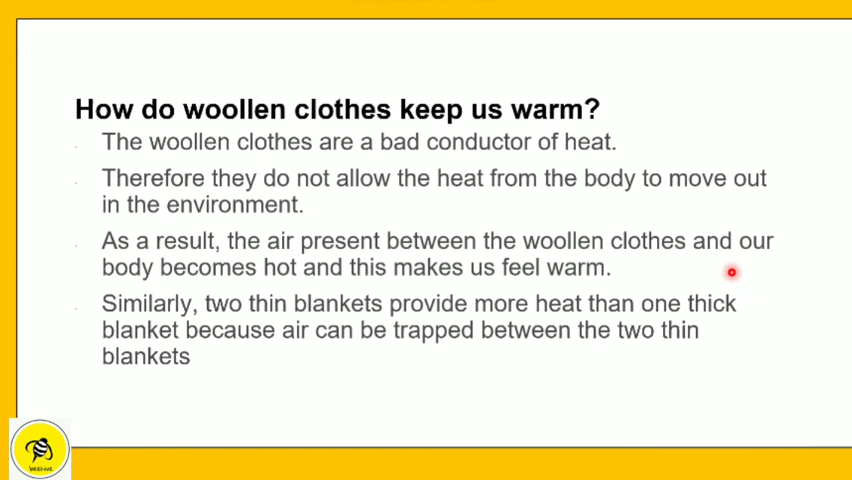 How do woollen clothes keep us warm?
The woollen clothes are a bad conductor of heat.
Therefore they do not allow the heat from the body to move out
in the environment.
As a result, the air present between the woollen clothes and our
body becomes hot and this makes us feel warm.
Similarly, two thin blankets provide more heat than one thick
blanket because air can be trapped between the two thin
blankets